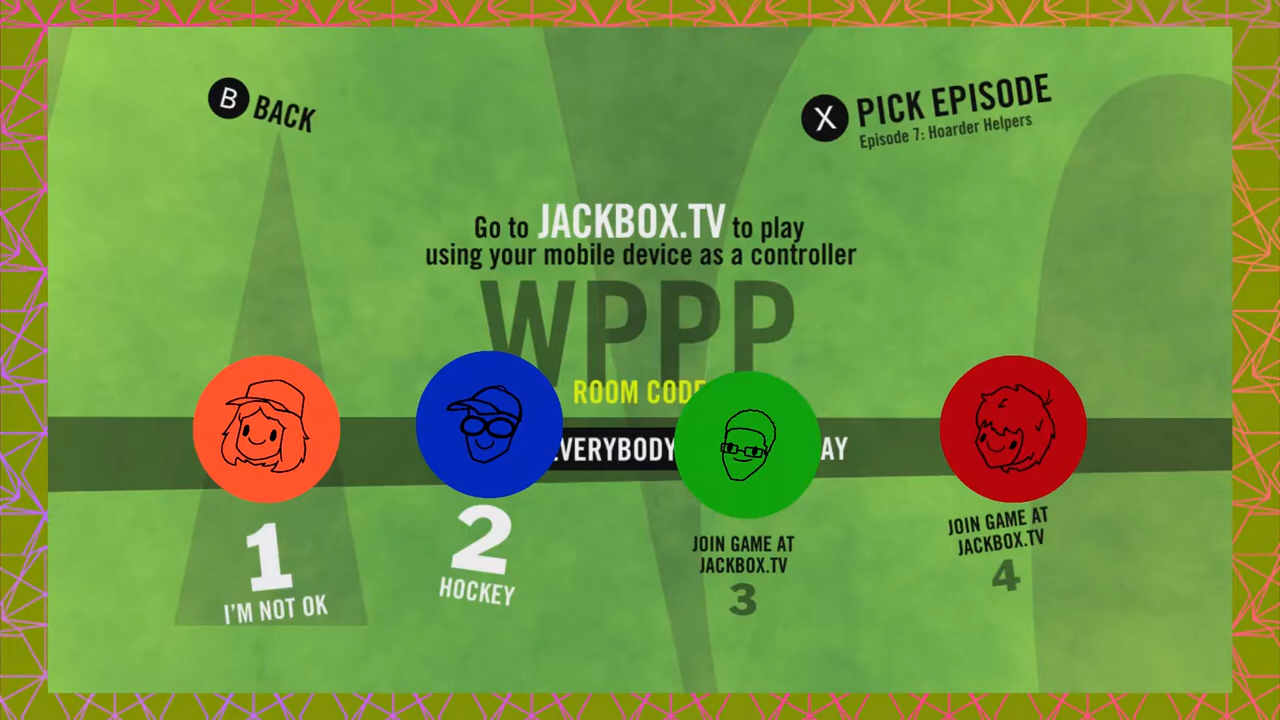 B BACK
X PICK EPISODE
Episode 7: Hoarder Helpers
Go to JACKBOX.TV to play
using your mobile device as a controller
WPPP
ROOM CODE
VERYBODY AY
1
I'M NOT OK
2
HOCKEY
JOIN GAME AT
JACKBOX.TV
3
JOIN GAME AT
JACKBOX.TV
4